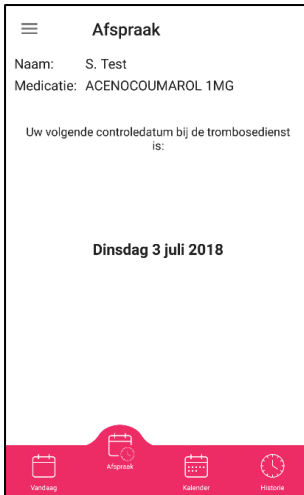 Afspraak
Naam: S. Test
Medicatie: ACENOCOUMAROL 1MG
Uw volgende controledatum bij de trombosedienst
is:
Dinsdag 3 juli 2018
Vandaag
Afspraak
Kalender
Historie